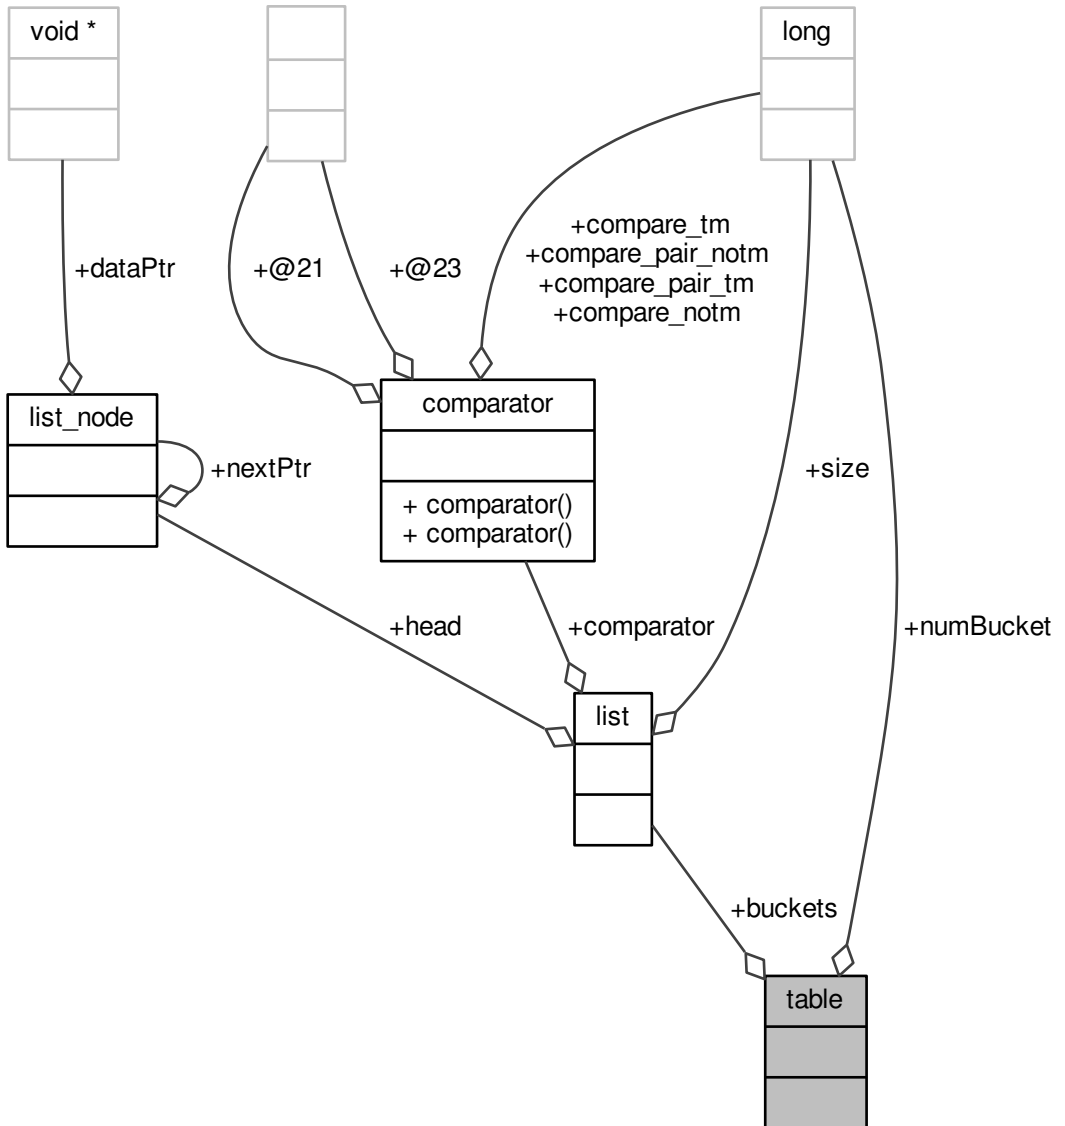 void *
long
+compare_tm
+compare_pair_notm
+compare_pair_tm
+compare_notm
+dataPtr
+@21
+@23
list_node
comparator
+nextPtr
+size
+ comparator()
+ comparator()
+head
+comparator
+numBucket
list
+buckets
table